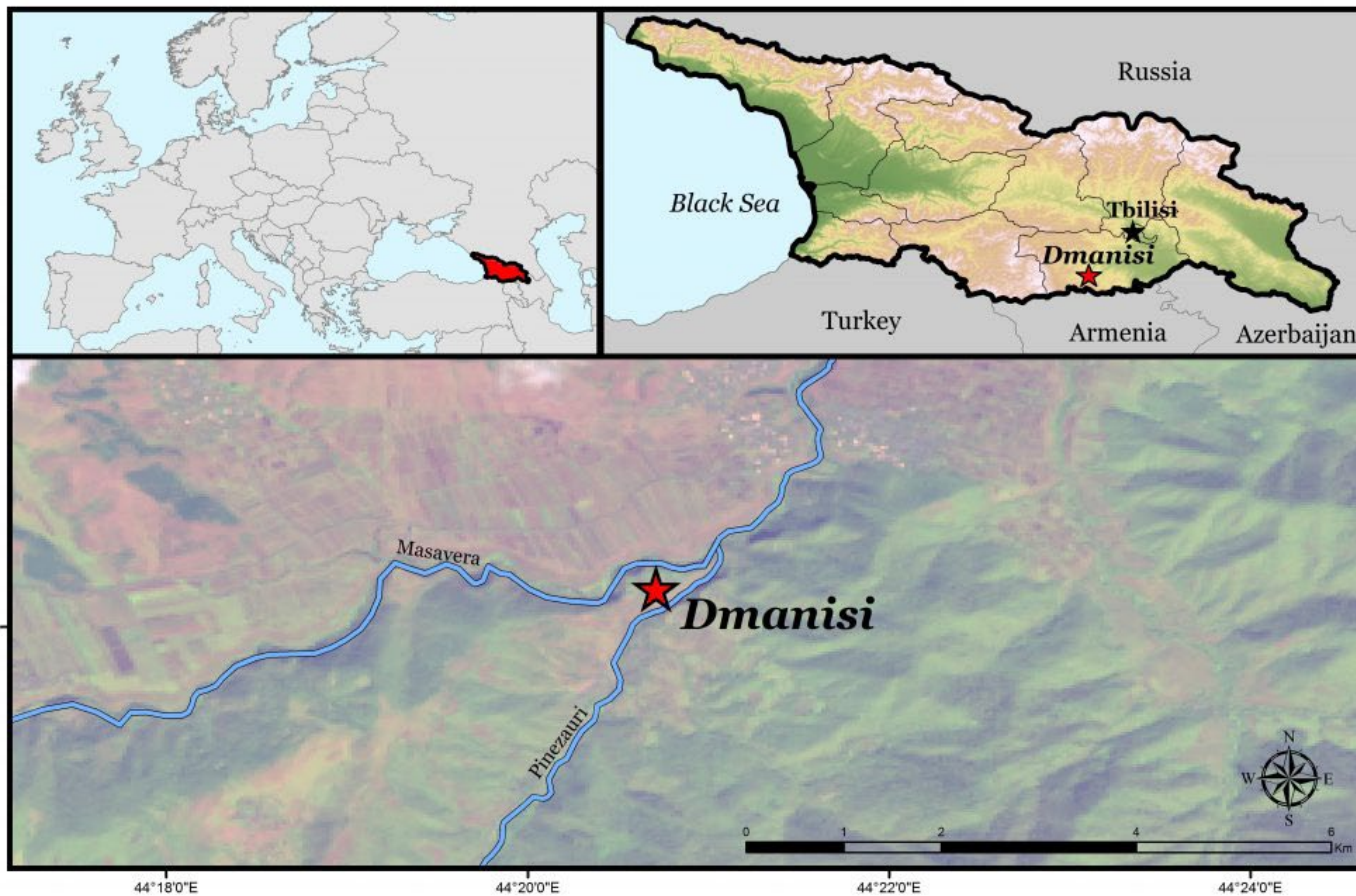 Russia
Black Sea
Tbilisi
Dmanisi
Turkey
Armenia
Azerbaijan
Masavera
Dmanisi
Pinezauri
N
W E
S
0 1 2 4 6
Km
44°18'0"E 44°20'0"E 44°22'0"E 44°24'0"E